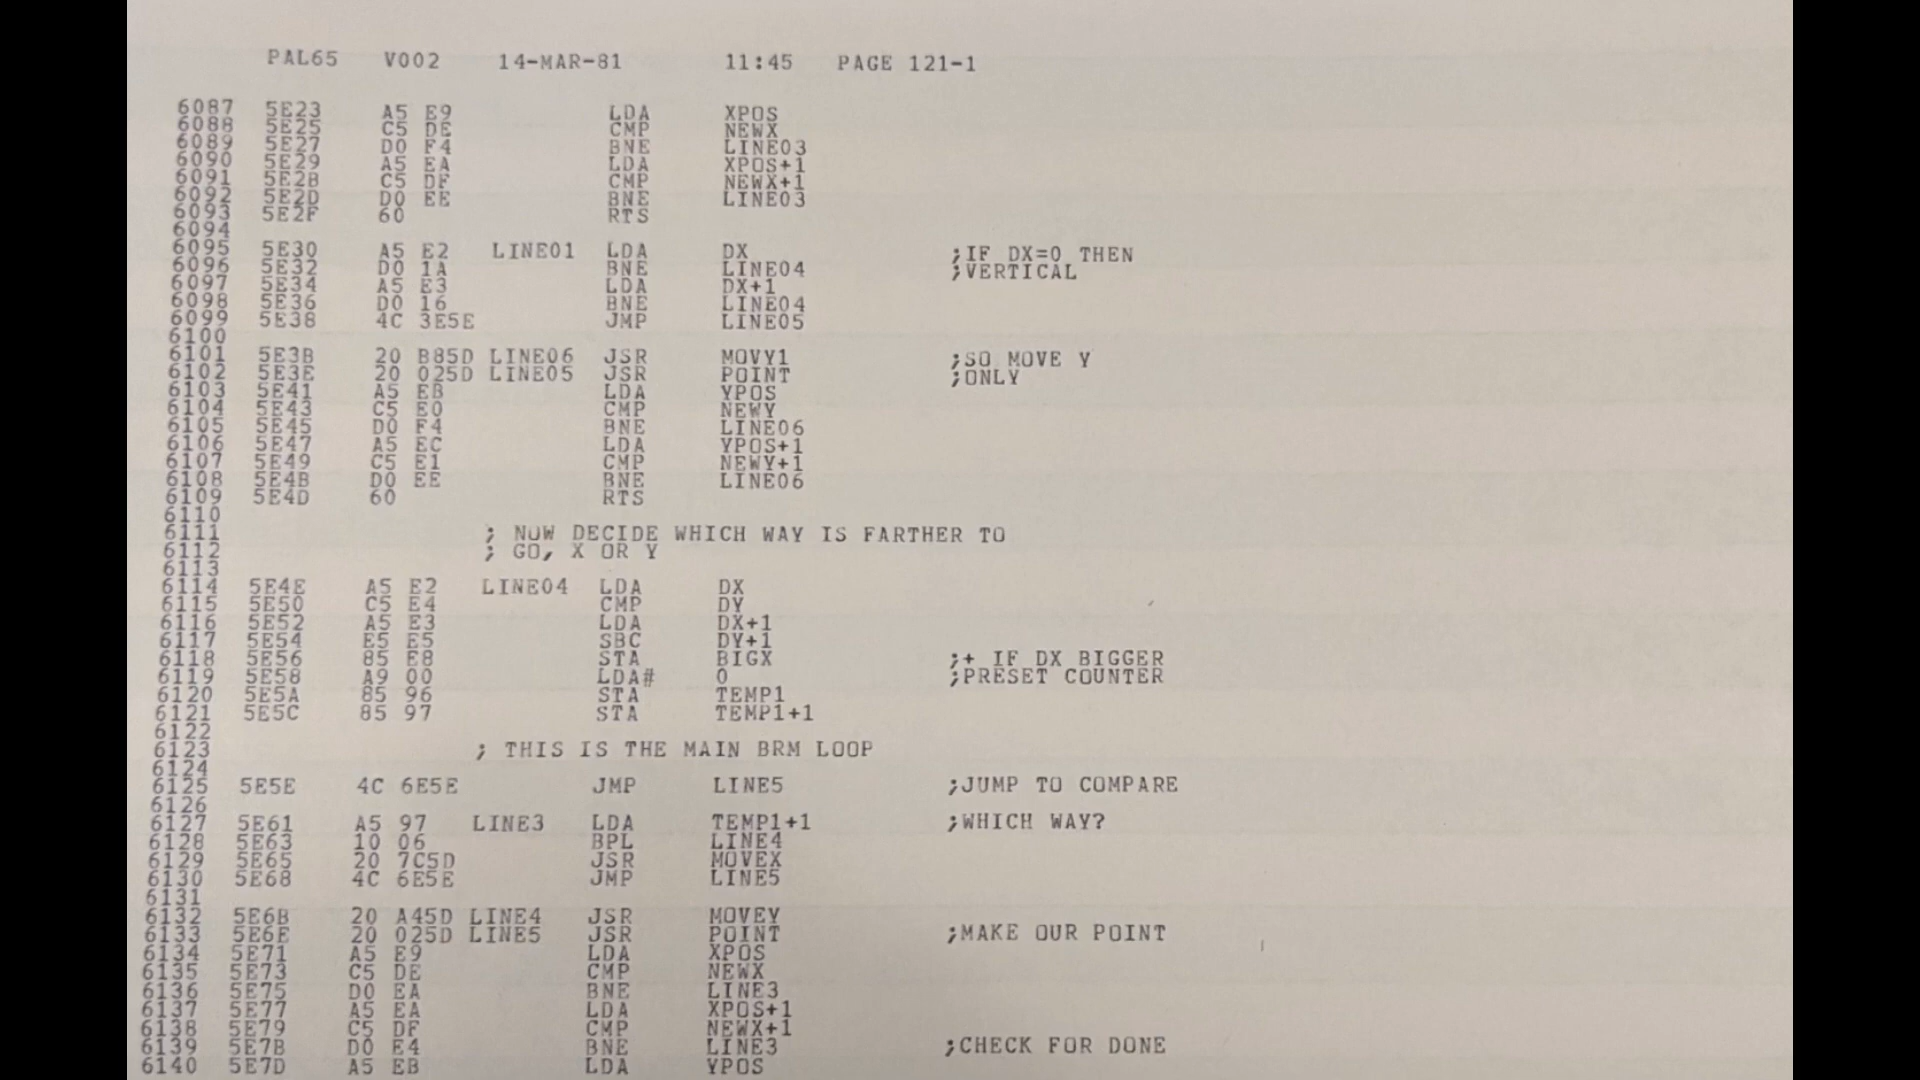 PAL65 V002 14-MAR-81 11:45 PAGE 121-1
6087 5E23 A5 E9 LDA XPOS
6088 5E25 C5 DE CMP NEWX
6089 5E27 D0 F4 BNE LINE03
6090 5E29 A5 EA LDA XPOS+1
6091 5E2B C5 DF CMP NEWX+1
6092 5E2D D0 EE BNE LINE03
6093 5E2F 60 RTS
6094
6095 5E30 A5 E2 LINE01 LDA DX ;IF DX=0 THEN
6096 5E32 D0 1A BNE LINE04 ;VERTICAL
6097 5E34 A5 E3 LDA DX+1
6098 5E36 D0 16 BNE LINE04
6099 5E38 4C 3E5E JMP LINE05
6100
6101 5E3B 20 B85D LINE06 JSR MOVY1 ;SO MOVE Y
6102 5E3E 20 025D LINE05 JSR POINT ;ONLY
6103 5E41 A5 EB LDA YPOS
6104 5E43 C5 E0 CMP NEWY
6105 5E45 D0 F4 BNE LINE06
6106 5E47 A5 EC LDA YPOS+1
6107 5E49 C5 E1 CMP NEWY+1
6108 5E4B D0 EE BNE LINE06
6109 5E4D 60 RTS
6110
6111 ; NOW DECIDE WHICH WAY IS FARTHER TO
6112 ; GO, X OR Y
6113
6114 5E4E A5 E2 LINE04 LDA DX
6115 5E50 C5 E4 CMP DY
6116 5E52 A5 E3 LDA DX+1
6117 5E54 E5 E5 SBC DY+1
6118 5E56 85 E8 STA BIGX ;+ IF DX BIGGER
6119 5E58 A9 00 LDA# 0 ;PRESET COUNTER
6120 5E5A 85 96 STA TEMP1
6121 5E5C 85 97 STA TEMP1+1
6122
6123 ; THIS IS THE MAIN BRM LOOP
6124
6125 5E5E 4C 6E5E JMP LINE5 ;JUMP TO COMPARE
6126
6127 5E61 A5 97 LINE3 LDA TEMP1+1 ;WHICH WAY?
6128 5E63 10 06 BPL LINE4
6129 5E65 20 7C5D JSR MOVEX
6130 5E68 4C 6E5E JMP LINE5
6131
6132 5E6B 20 A45D LINE4 JSR MOVEY
6133 5E6E 20 025D LINE5 JSR POINT ;MAKE OUR POINT
6134 5E71 A5 E9 LDA XPOS
6135 5E73 C5 DE CMP NEWX
6136 5E75 D0 EA BNE LINE3
6137 5E77 A5 EA LDA XPOS+1
6138 5E79 C5 DF CMP NEWX+1
6139 5E7B D0 E4 BNE LINE3 ;CHECK FOR DONE
6140 5E7D A5 EB LDA YPOS